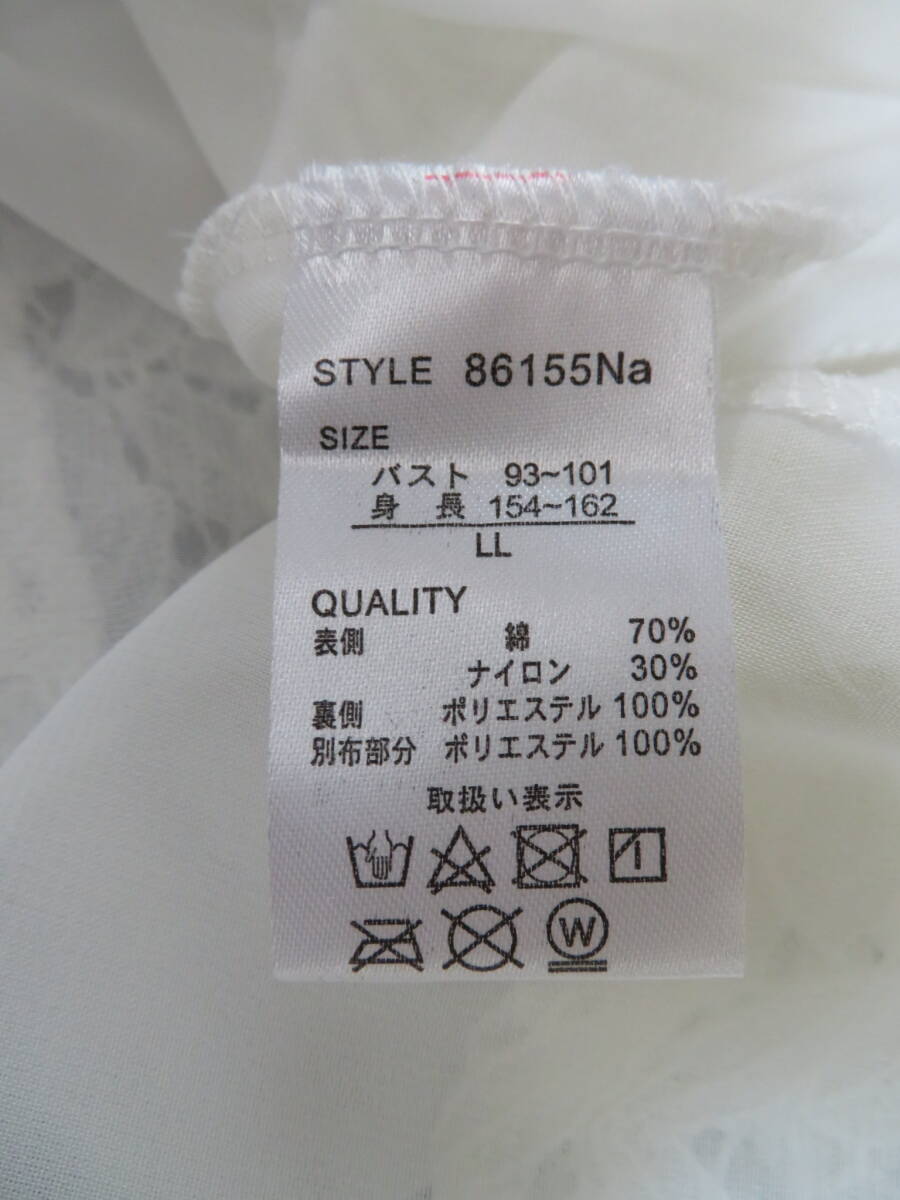 STYLE 86155Na
SIZE
バスト 93~101
身長 154~162
LL
QUALITY
表側 綿 70%
ナイロン 30%
裏側 ポリエステル 100%
別布部分 ポリエステル 100%
取扱い表示
W